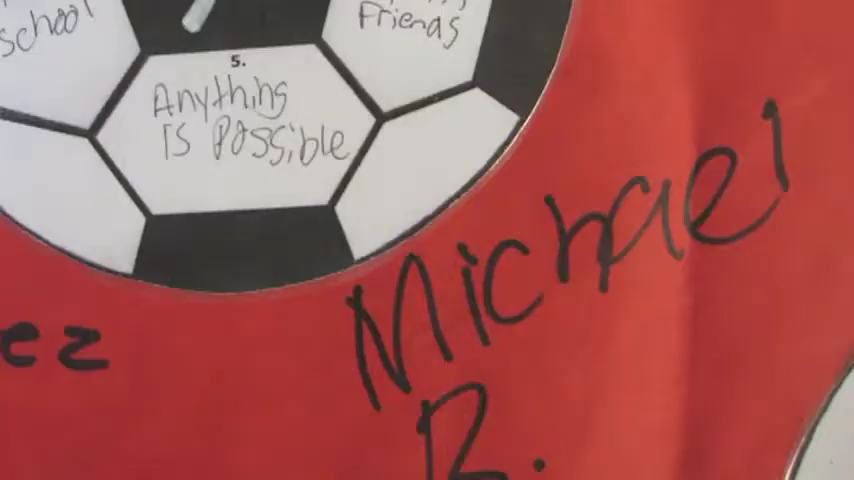 school
Friends
5.
Anything
Is Possible
Michael
R.
ez